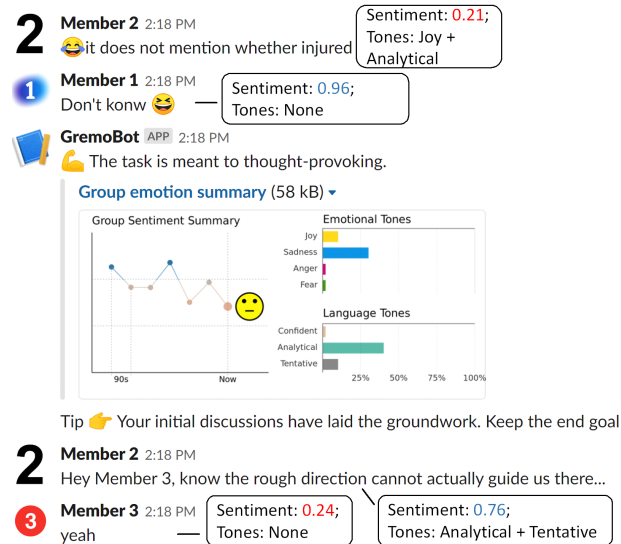 2
Member 2 2:18 PM
😂it does not mention whether injured
Sentiment: 0.21;
Tones: Joy +
Analytical
1
Member 1 2:18 PM
Don't konw 😆
Sentiment: 0.96;
Tones: None
GremoBot APP 2:18 PM
💪 The task is meant to thought-provoking.
Group emotion summary (58 kB)
Group Sentiment Summary
90s
Now
Emotional Tones
Joy
Sadness
Anger
Fear
Language Tones
Confident
Analytical
Tentative
25% 50% 75% 100%
Tip 👉 Your initial discussions have laid the groundwork. Keep the end goal
2
Member 2 2:18 PM
Hey Member 3, know the rough direction cannot actually guide us there...
3
Member 3 2:18 PM
yeah
Sentiment: 0.24;
Tones: None
Sentiment: 0.76;
Tones: Analytical + Tentative